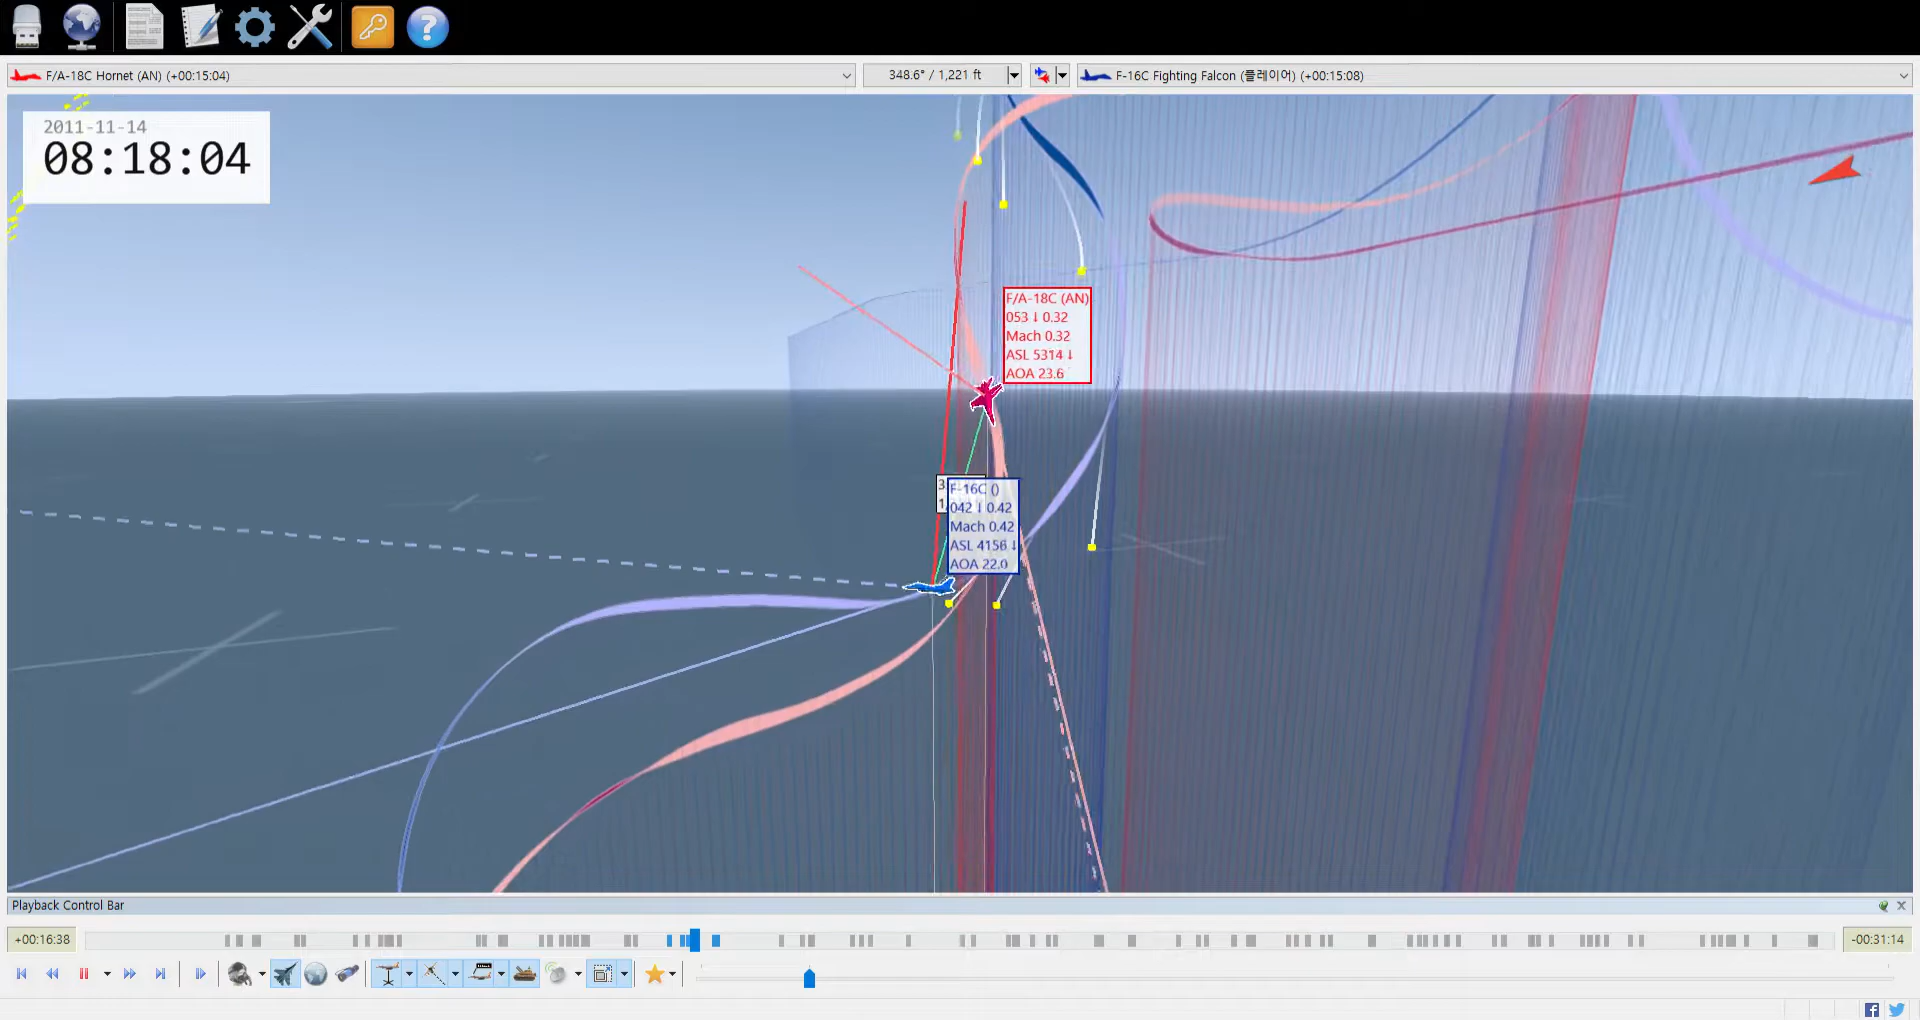 F/A-18C Hornet (AN) (+00:15:04)
348.6° / 1,221 ft
F-16C Fighting Falcon (플레이어) (+00:15:08)
2011-11-14
08:18:04
F/A-18C (AN)
053 ↓ 0.32
Mach 0.32
ASL 5314 ↓
AOA 23.6
3
1,
F-16C ()
042 ↓ 0.42
Mach 0.42
ASL 4156 ↓
AOA 22.0
Playback Control Bar
+00:16:38
-00:31:14